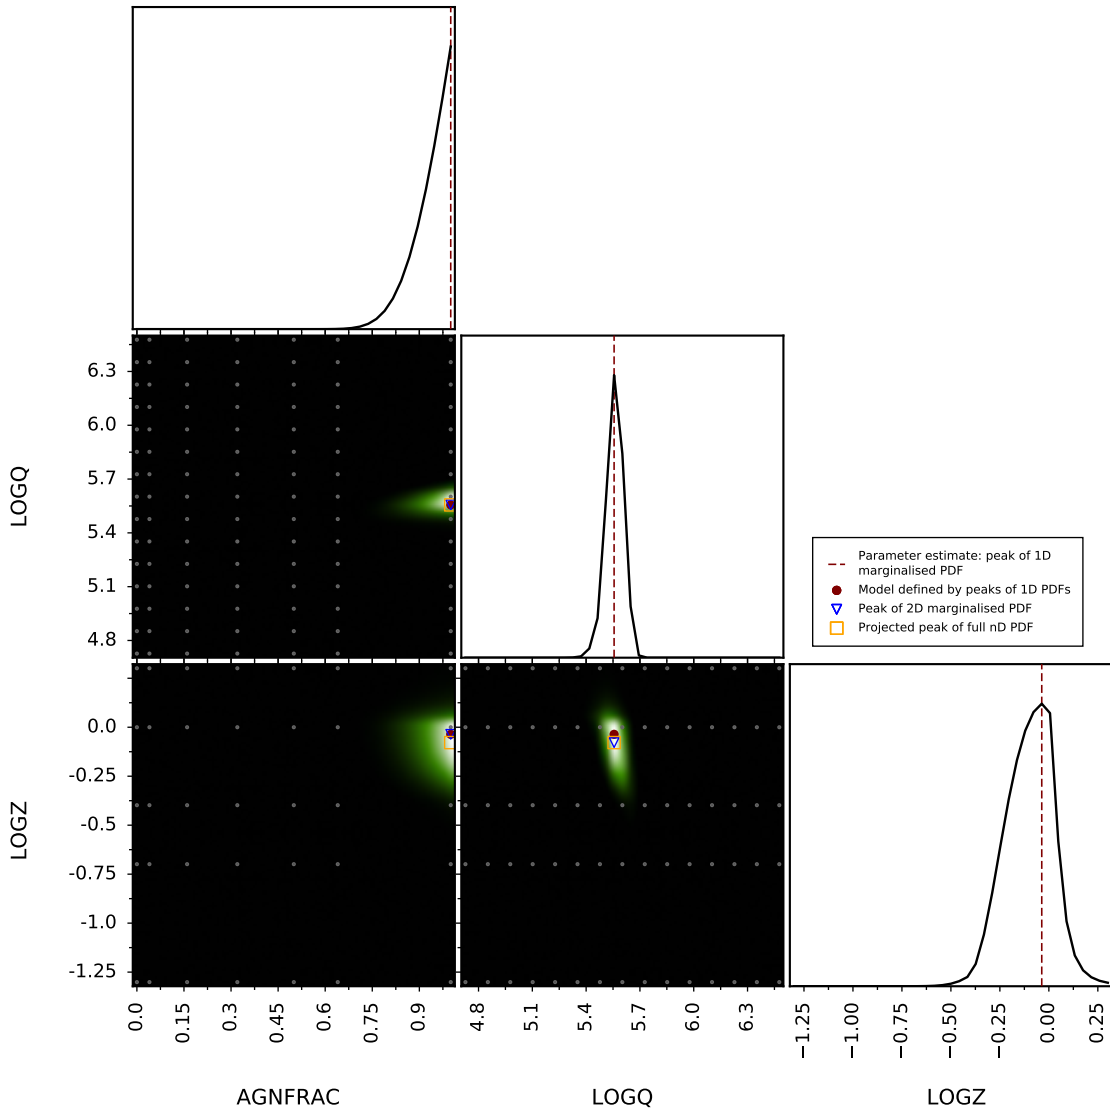 LOGQ
6.3
6.0
5.7
5.4
5.1
4.8
Parameter estimate: peak of 1D
marginalised PDF
Model defined by peaks of 1D PDFs
Peak of 2D marginalised PDF
Projected peak of full nD PDF
LOGZ
0.0
-0.25
-0.5
-0.75
-1.0
-1.25
0.0 0.15 0.3 0.45 0.6 0.75 0.9
4.8 5.1 5.4 5.7 6.0 6.3
−1.25 −1.00 −0.75 −0.50 −0.25 0.00 0.25
AGNFRAC LOGQ LOGZ